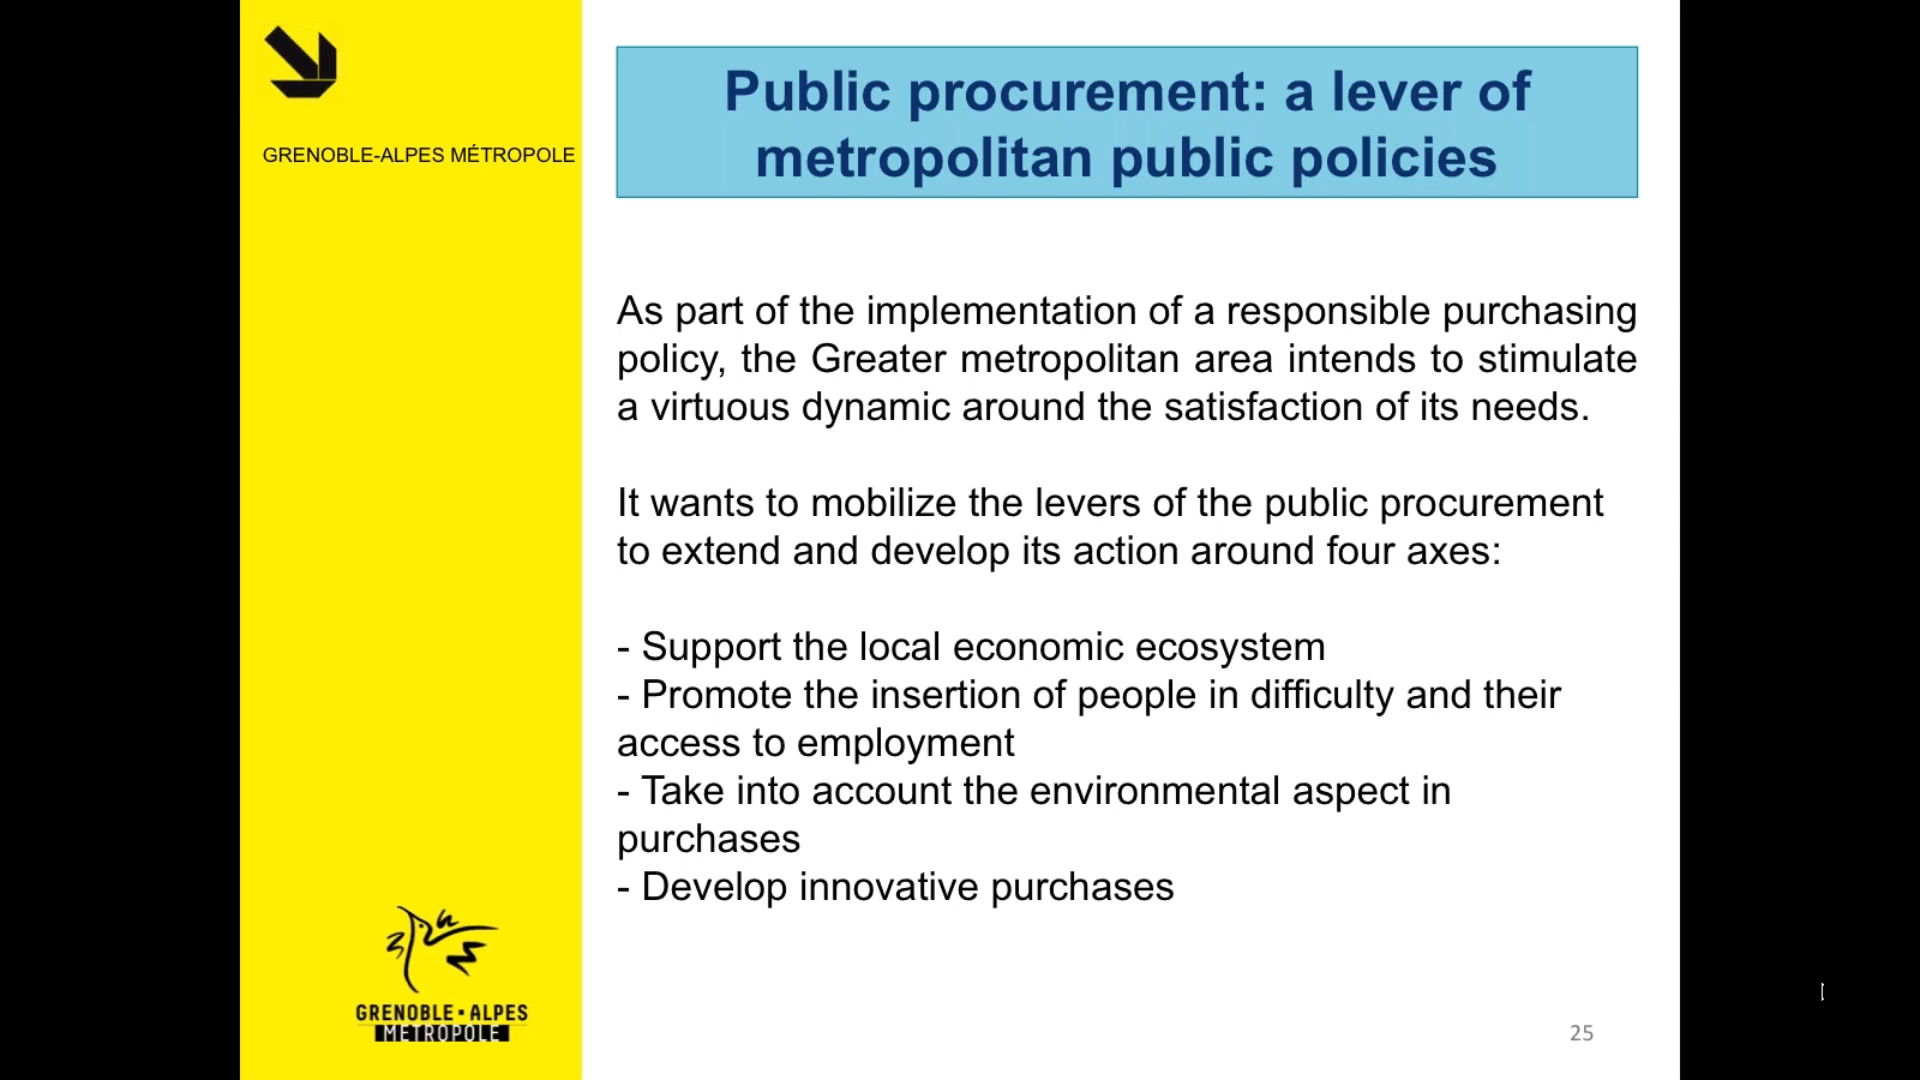 GRENOBLE-ALPES MÉTROPOLE
Public procurement: a lever of
metropolitan public policies
As part of the implementation of a responsible purchasing
policy, the Greater metropolitan area intends to stimulate
a virtuous dynamic around the satisfaction of its needs.
It wants to mobilize the levers of the public procurement
to extend and develop its action around four axes:
- Support the local economic ecosystem
- Promote the insertion of people in difficulty and their
access to employment
- Take into account the environmental aspect in
purchases
- Develop innovative purchases
GRENOBLE·ALPES
METROPOLE
25